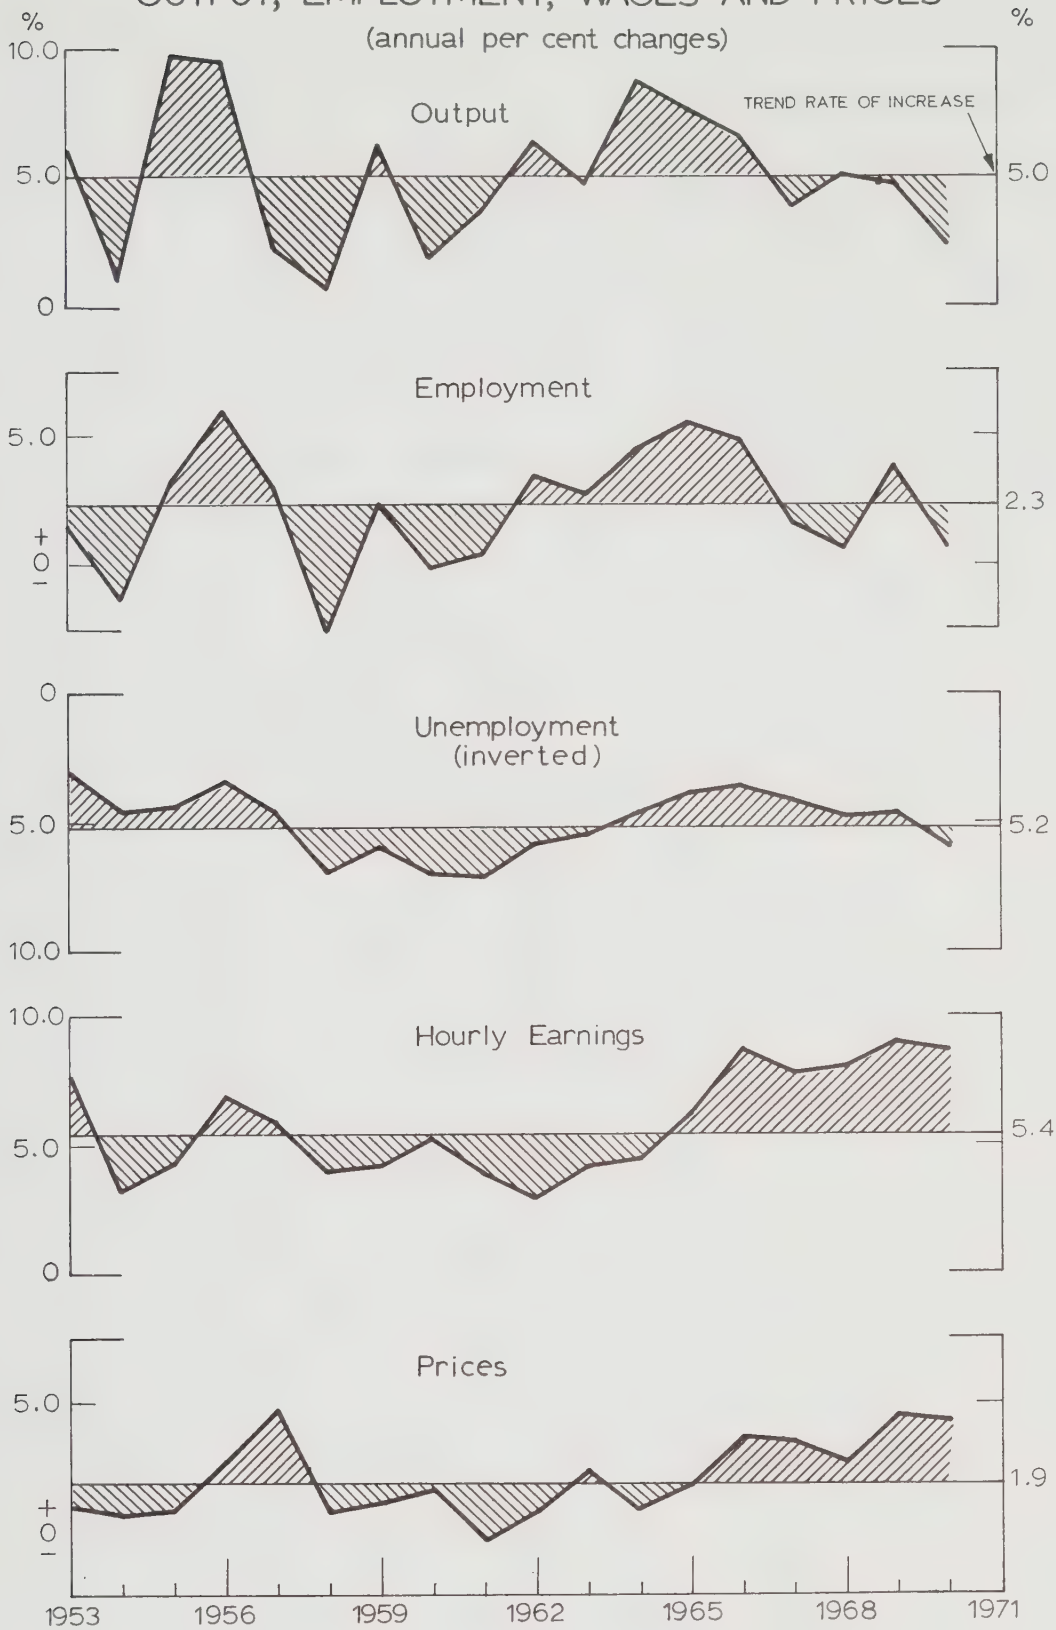 OUTPUT, EMPLOYMENT, WAGES AND PRICES
(annual per cent changes)
% %
10.0
Output
TREND RATE OF INCREASE
5.0 5.0
0
Employment
5.0
2.3
+
0
–
0
Unemployment
(inverted)
5.0 5.2
10.0
10.0
Hourly Earnings
5.0 5.4
0
Prices
5.0
1.9
+
0
–
1953 1956 1959 1962 1965 1968 1971